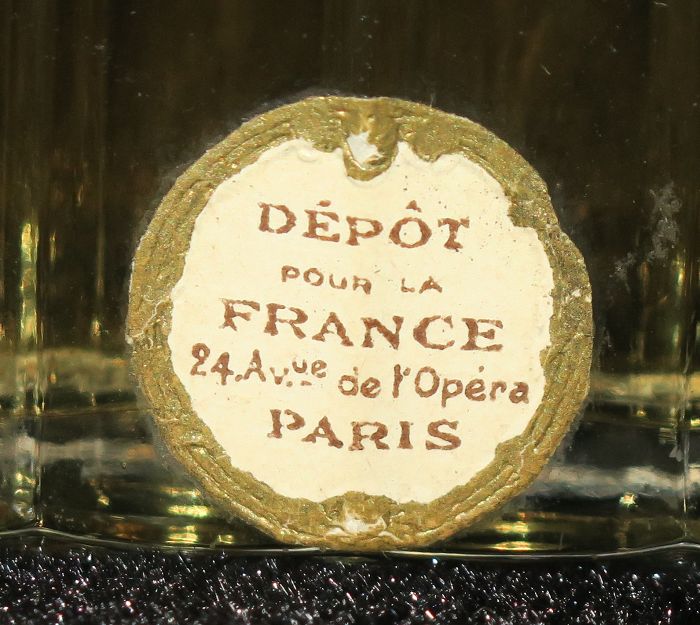 DÉPÔT
POUR LA
FRANCE
24.Av.ue de l'Opéra
PARIS